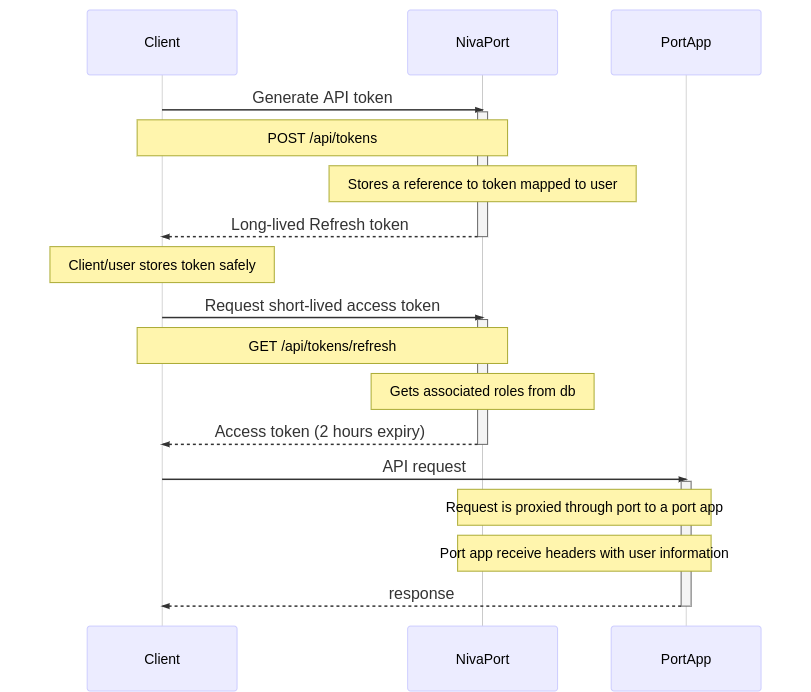 Client
NivaPort
PortApp
Generate API token
POST /api/tokens
Stores a reference to token mapped to user
Long-lived Refresh token
Client/user stores token safely
Request short-lived access token
GET /api/tokens/refresh
Gets associated roles from db
Access token (2 hours expiry)
API request
Request is proxied through port to a port app
Port app receive headers with user information
response
Client
NivaPort
PortApp